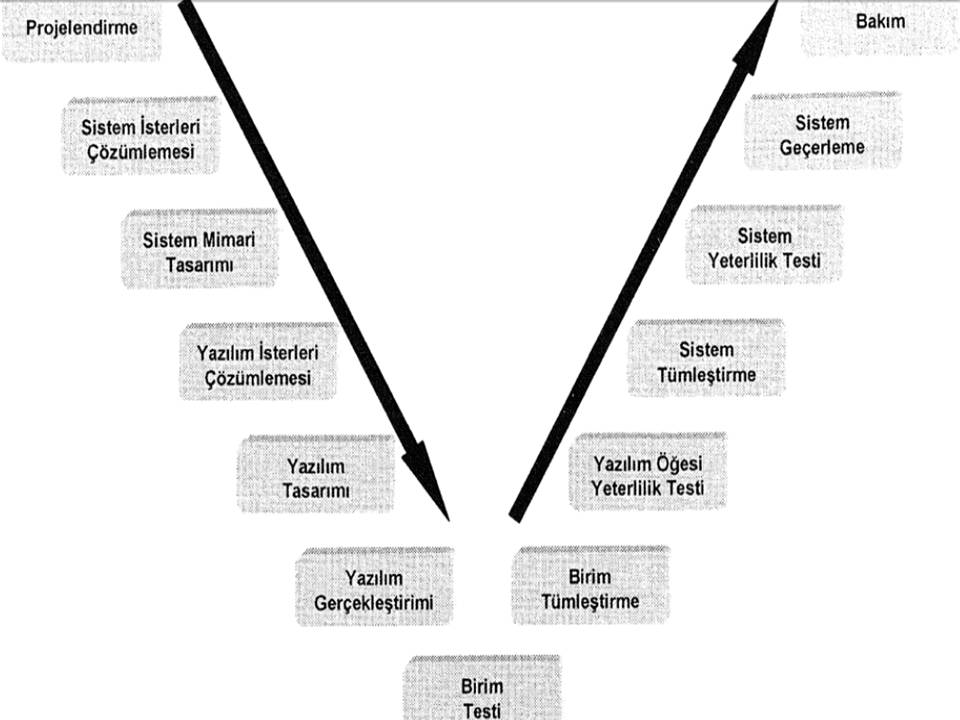 Projelendirme
Sistem İsterleri
Çözümlemesi
Sistem Mimari
Tasarımı
Yazılım İsterleri
Çözümlemesi
Yazılım
Tasarımı
Yazılım
Gerçekleştirimi
Birim
Testi
Birim
Tümleştirme
Yazılım Öğesi
Yeterlilik Testi
Sistem
Tümleştirme
Sistem
Yeterlilik Testi
Sistem
Geçerleme
Bakım